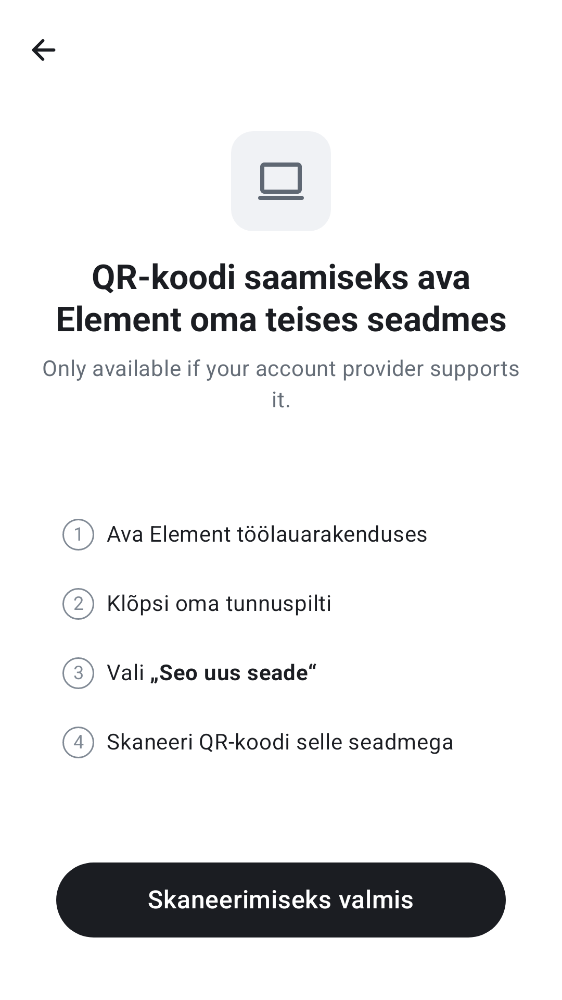 QR-koodi saamiseks ava
Element oma teises seadmes
Only available if your account provider supports
it.
1 Ava Element töölauarakenduses
2 Klõpsi oma tunnuspilti
3 Vali „Seo uus seade“
4 Skaneeri QR-koodi selle seadmega
Skaneerimiseks valmis